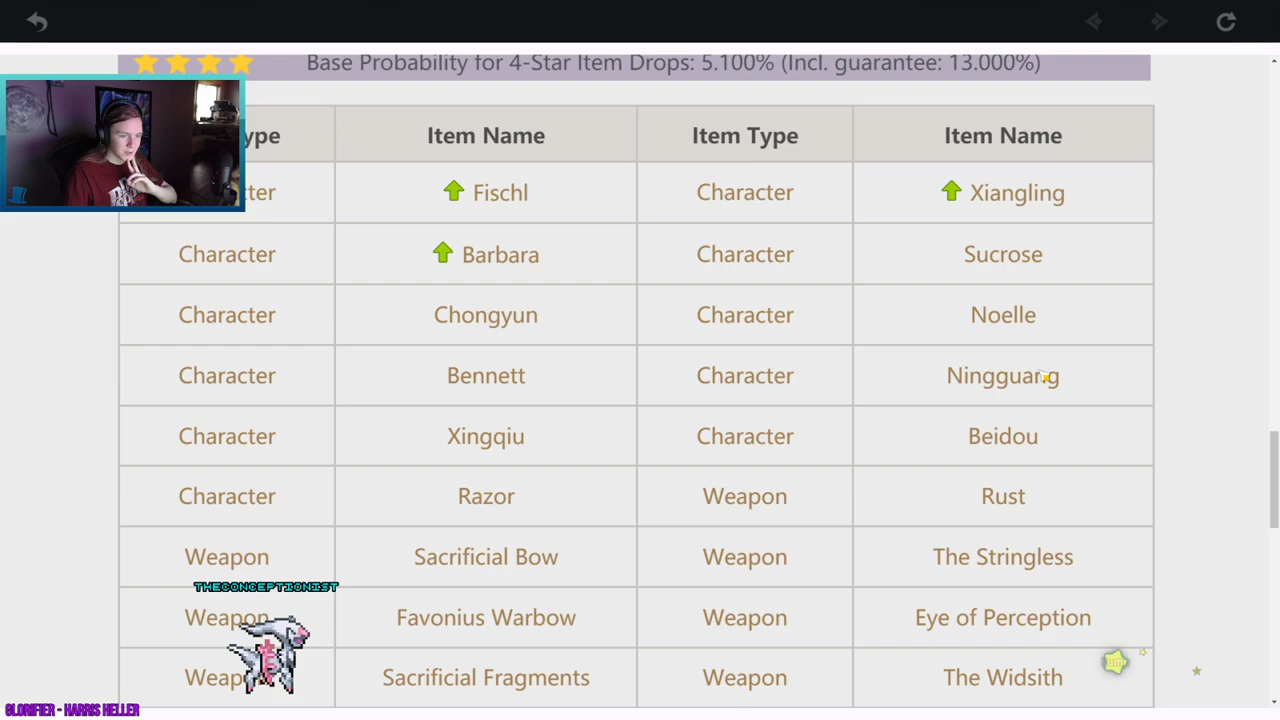 Base Probability for 4-Star Item Drops: 5.100% (Incl. guarantee: 13.000%)
ype Item Name Item Type Item Name
cter Fischl Character Xiangling
Character Barbara Character Sucrose
Character Chongyun Character Noelle
Character Bennett Character Ningguang
Character Xingqiu Character Beidou
Character Razor Weapon Rust
Weapon Sacrificial Bow Weapon The Stringless
THECONCEPTIONIST
Weapon Favonius Warbow Weapon Eye of Perception
Weap Sacrificial Fragments Weapon The Widsith
GLORIFIER - HARRIS HELLER